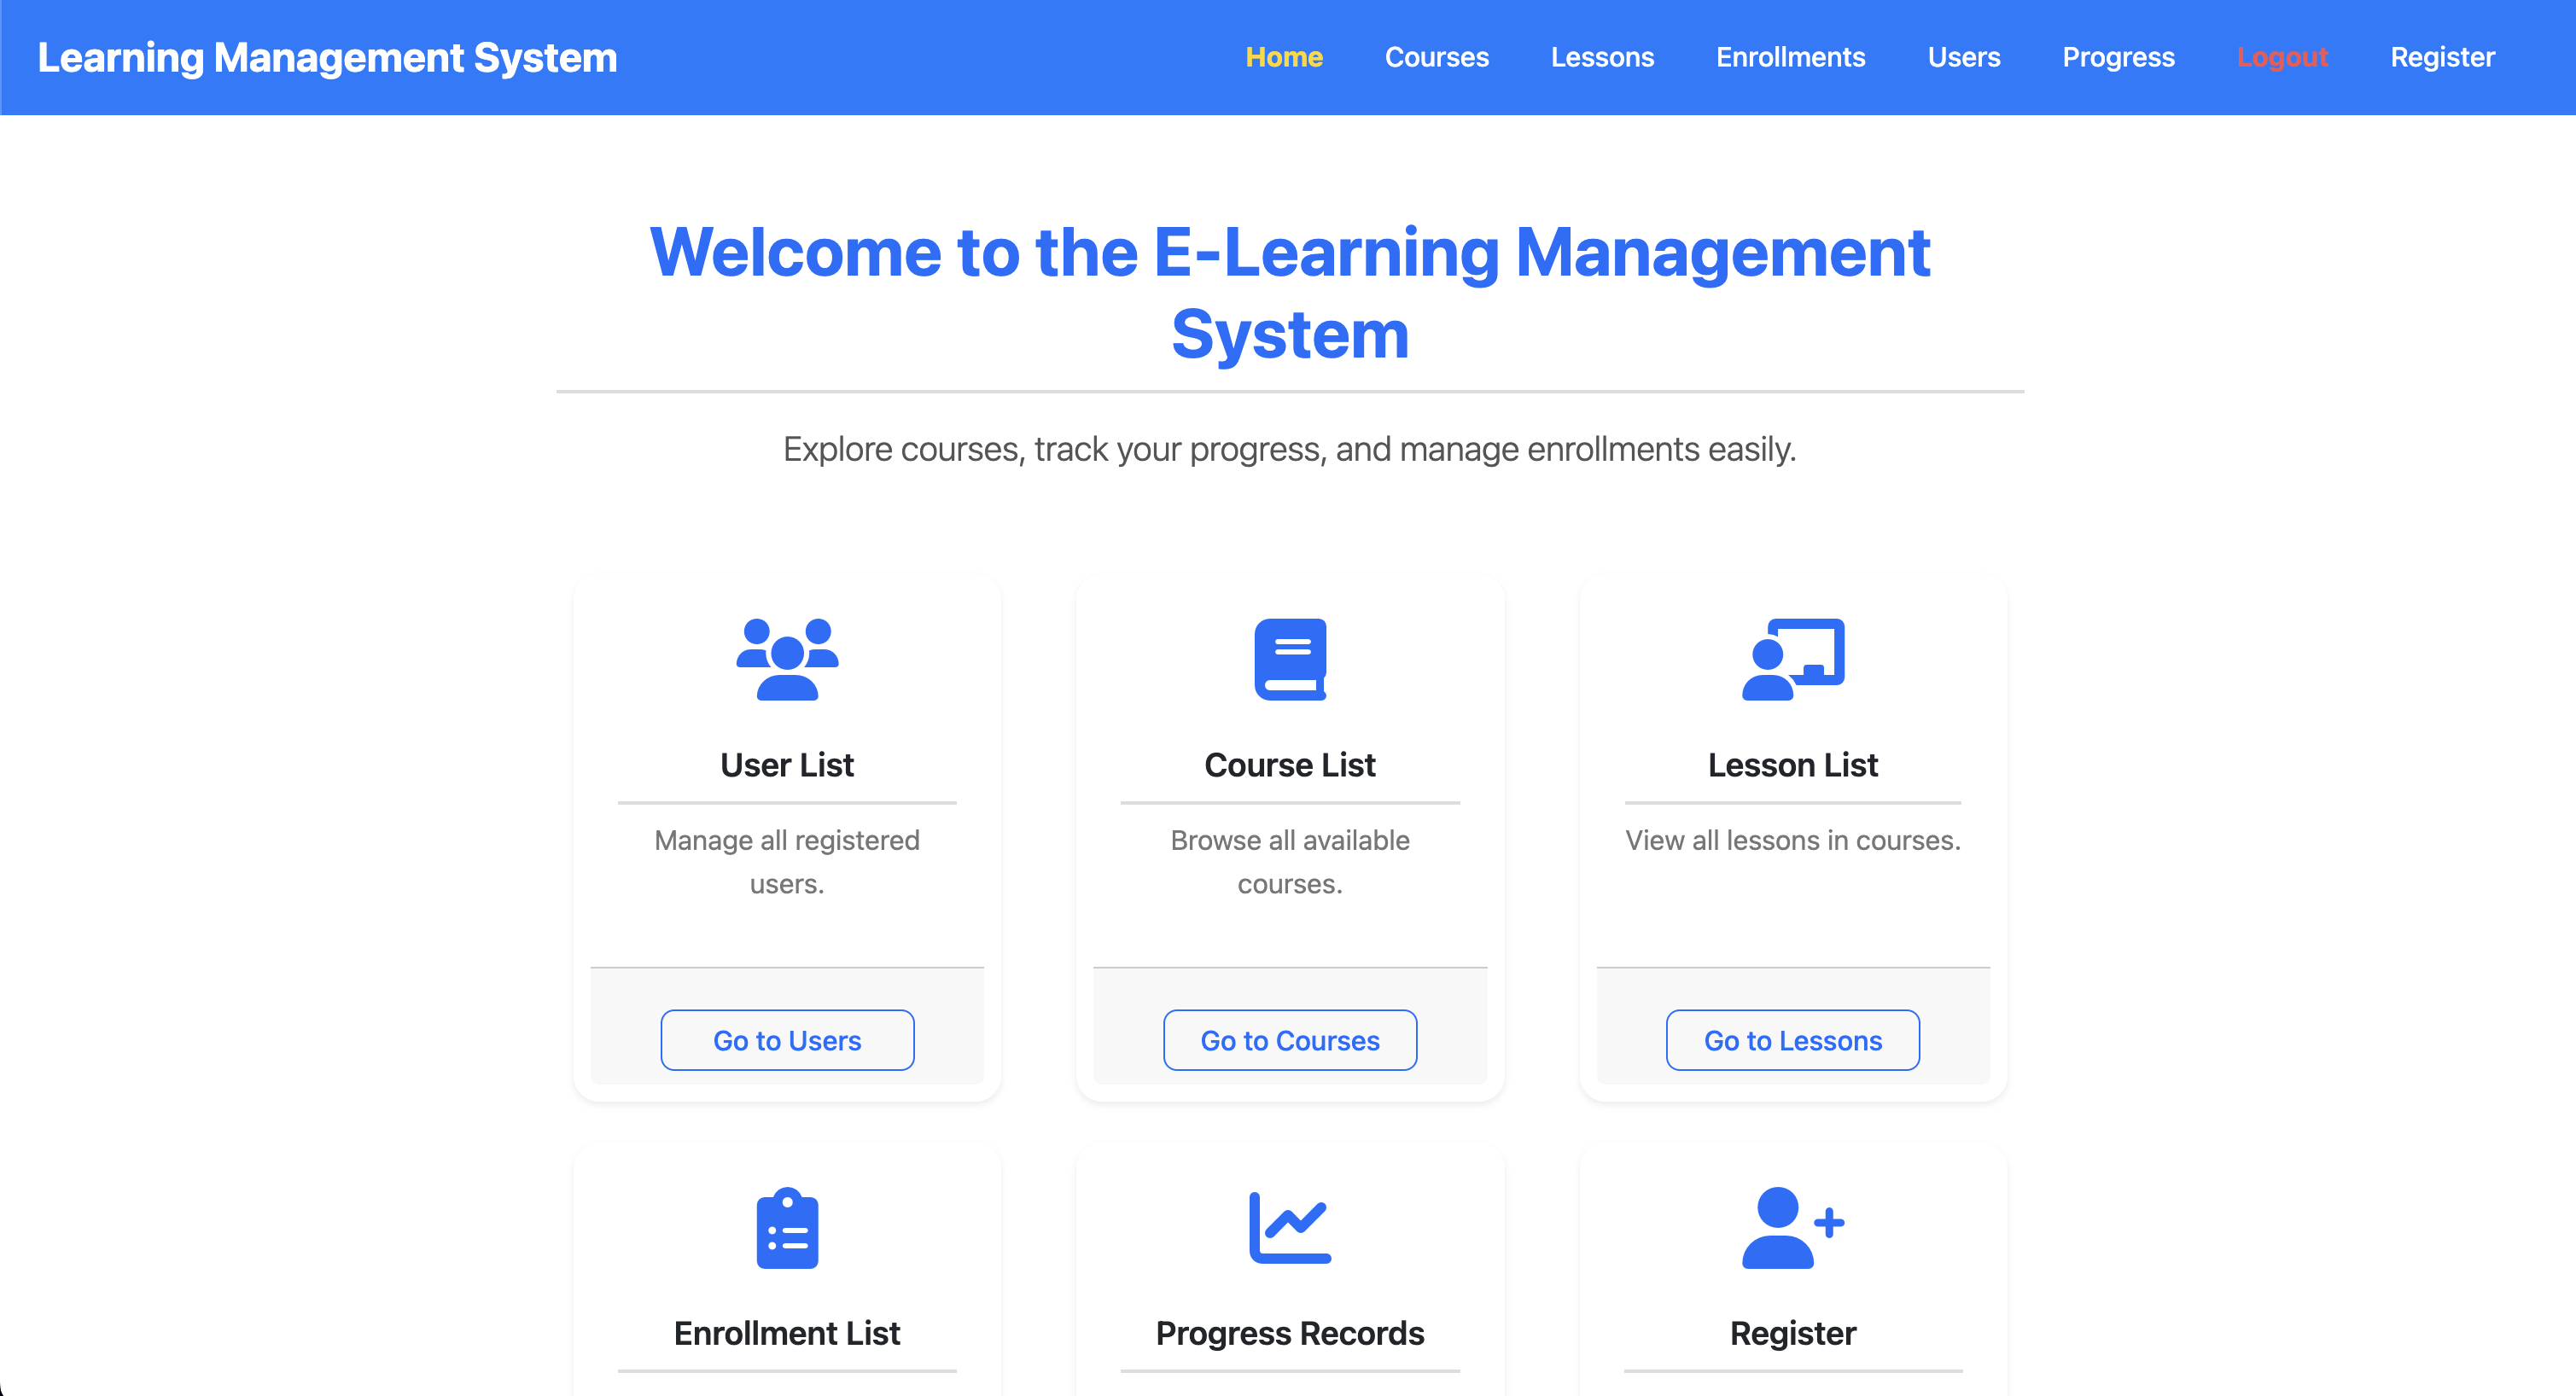 Learning Management System
Home Courses Lessons Enrollments Users Progress Logout Register
Welcome to the E-Learning Management
System
Explore courses, track your progress, and manage enrollments easily.
User List
Manage all registered
users.
Go to Users
Course List
Browse all available
courses.
Go to Courses
Lesson List
View all lessons in courses.
Go to Lessons
Enrollment List
Progress Records
Register